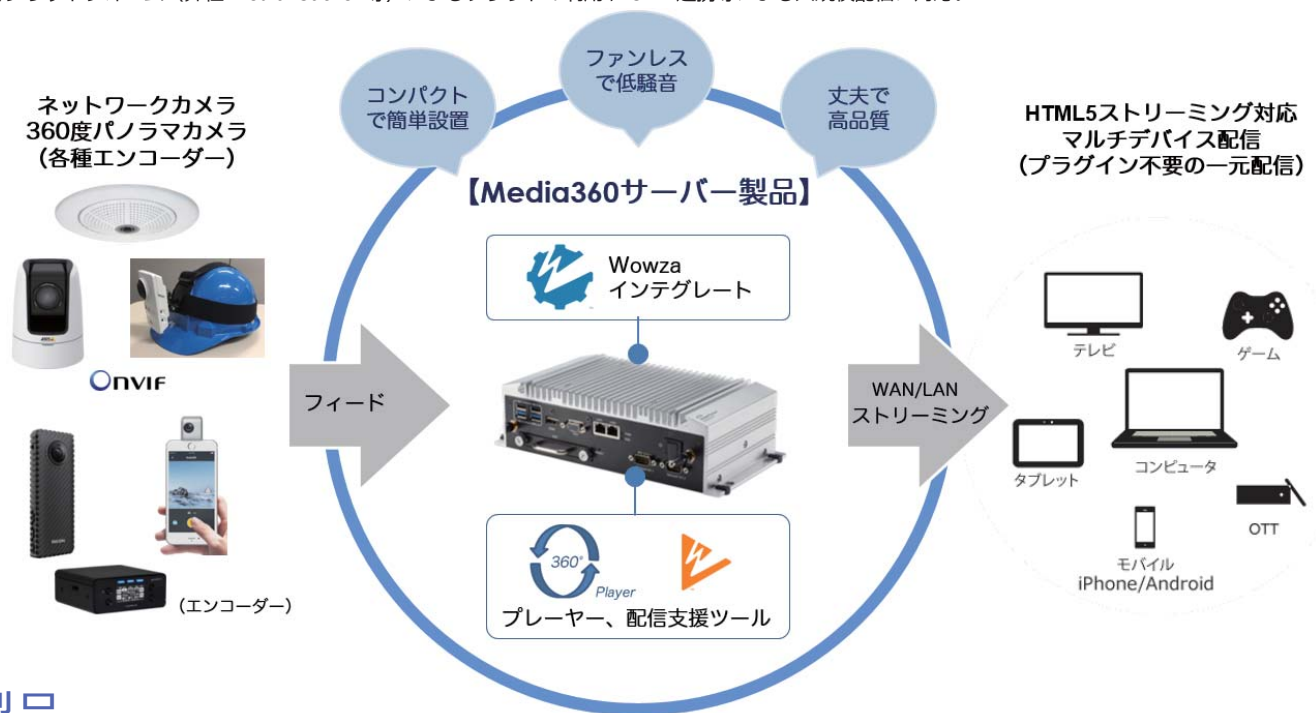 ファンレス
で低騒音
コンパクト
で簡単設置
丈夫で
高品質
ネットワークカメラ
360度パノラマカメラ
（各種エンコーダー）
HTML5ストリーミング対応
マルチデバイス配信
（プラグイン不要の一元配信）
【Media360サーバー製品】
Wowza
インテグレート
ONVIF
フィード
WAN/LAN
ストリーミング
テレビ
ゲーム
タブレット
コンピュータ
OTT
モバイル
iPhone/Android
（エンコーダー）
360°
Player
プレーヤー、配信支援ツール